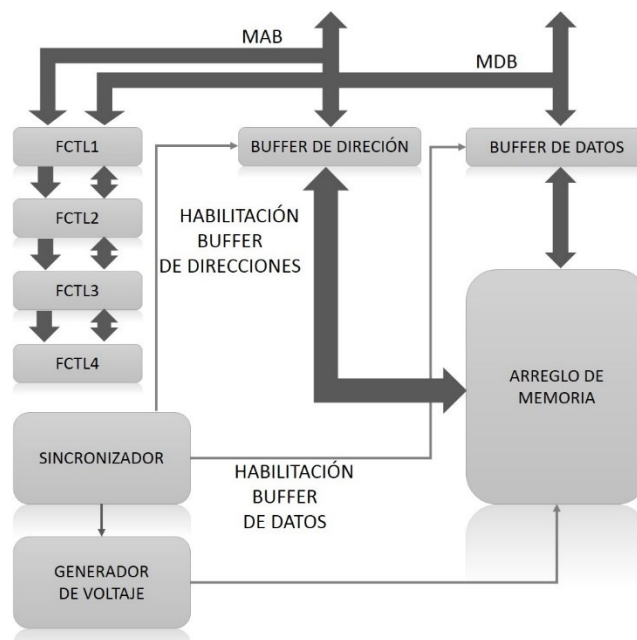 MAB
MDB
FCTL1
BUFFER DE DIRECIÓN
BUFFER DE DATOS
FCTL2
HABILITACIÓN
BUFFER
DE DIRECCIONES
FCTL3
FCTL4
ARREGLO DE
MEMORIA
SINCRONIZADOR
HABILITACIÓN
BUFFER
DE DATOS
GENERADOR
DE VOLTAJE